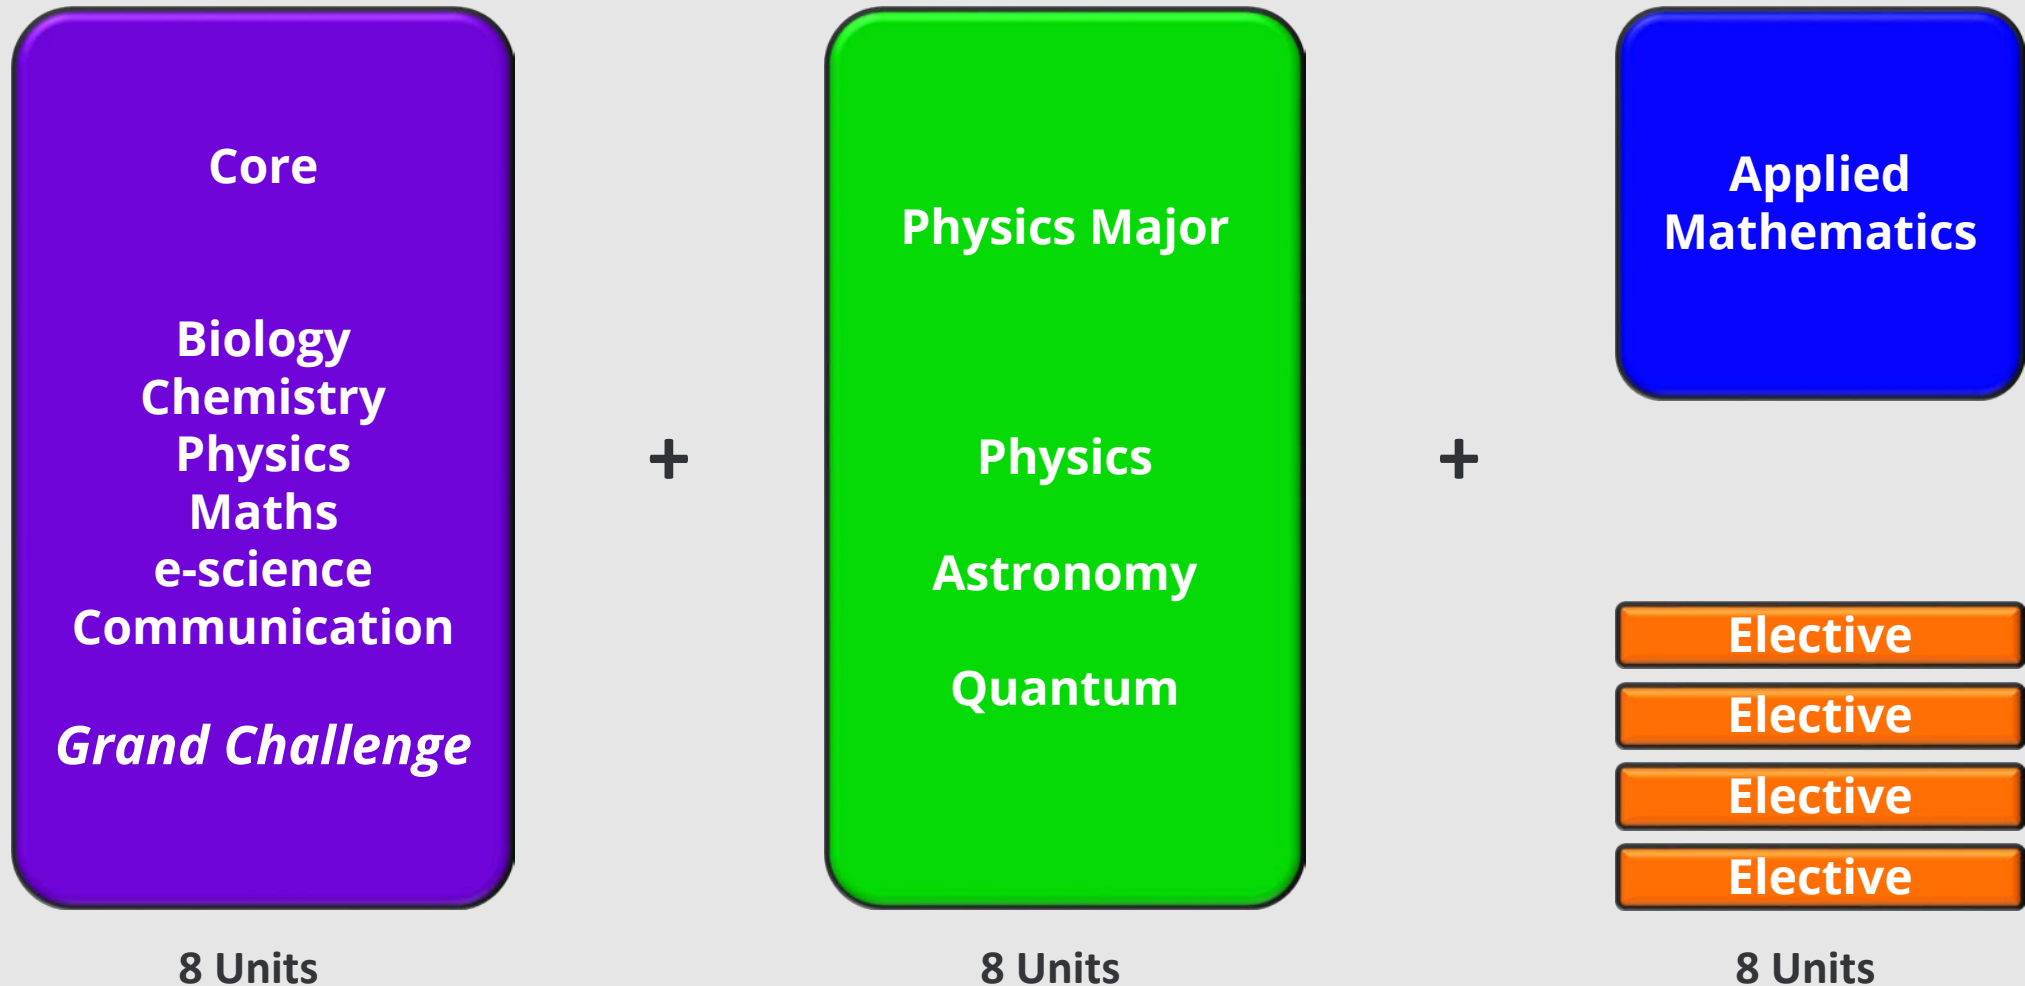 Core
Biology
Chemistry
Physics
Maths
e-science
Communication
Grand Challenge
8 Units
+
Physics Major
Physics
Astronomy
Quantum
8 Units
+
Applied
Mathematics
Elective
Elective
Elective
Elective
8 Units